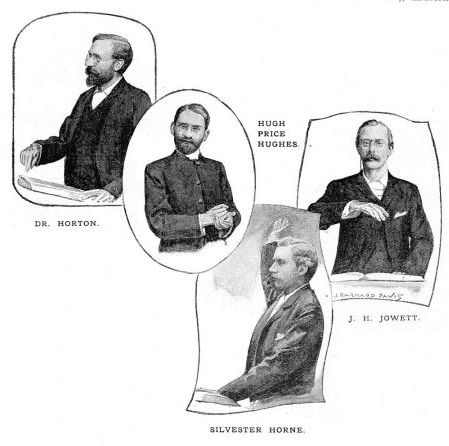 HUGH
PRICE
HUGHES.
DR. HORTON.
J. BARNARD DAVIS
J. H. JOWETT.
SILVESTER HORNE.